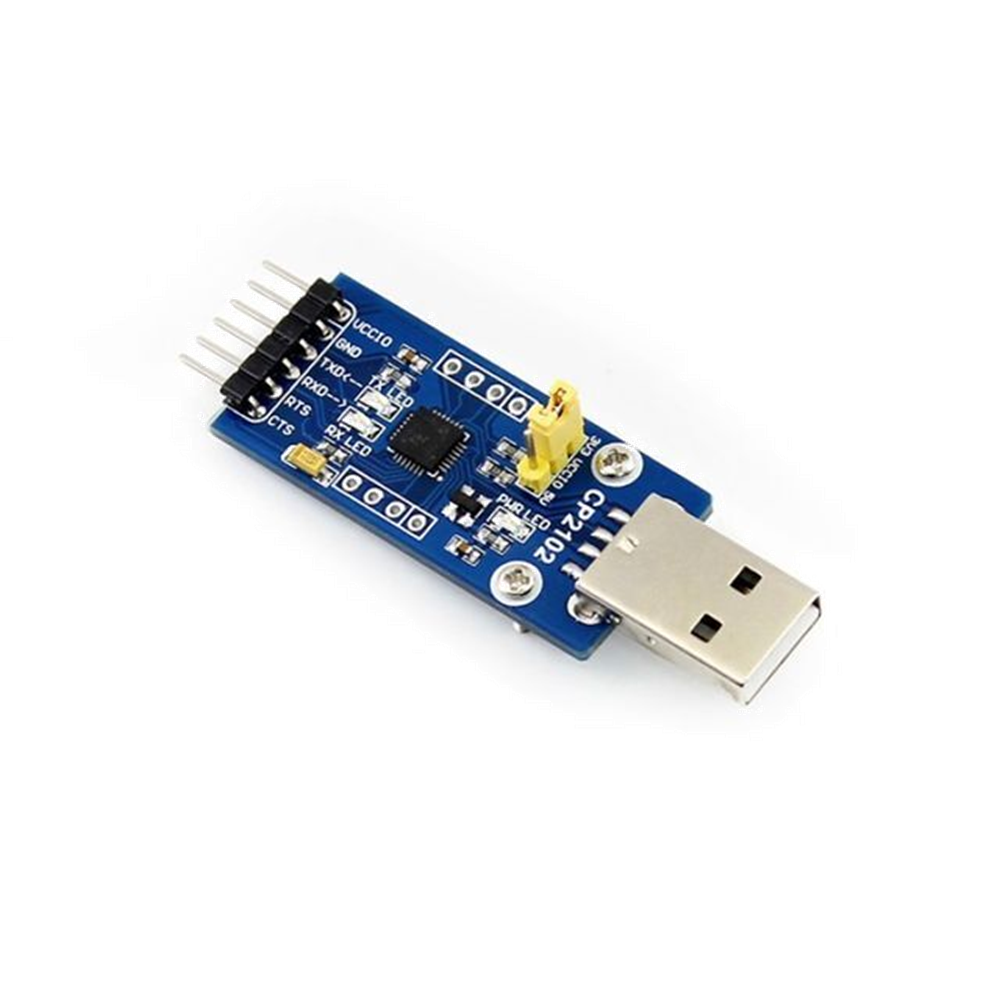 VCCIO
GND
TXD<--
RXD-->
RTS
CTS
TX LED
RX LED
3V3 VCCIO 5V
PWR LED
CP2102